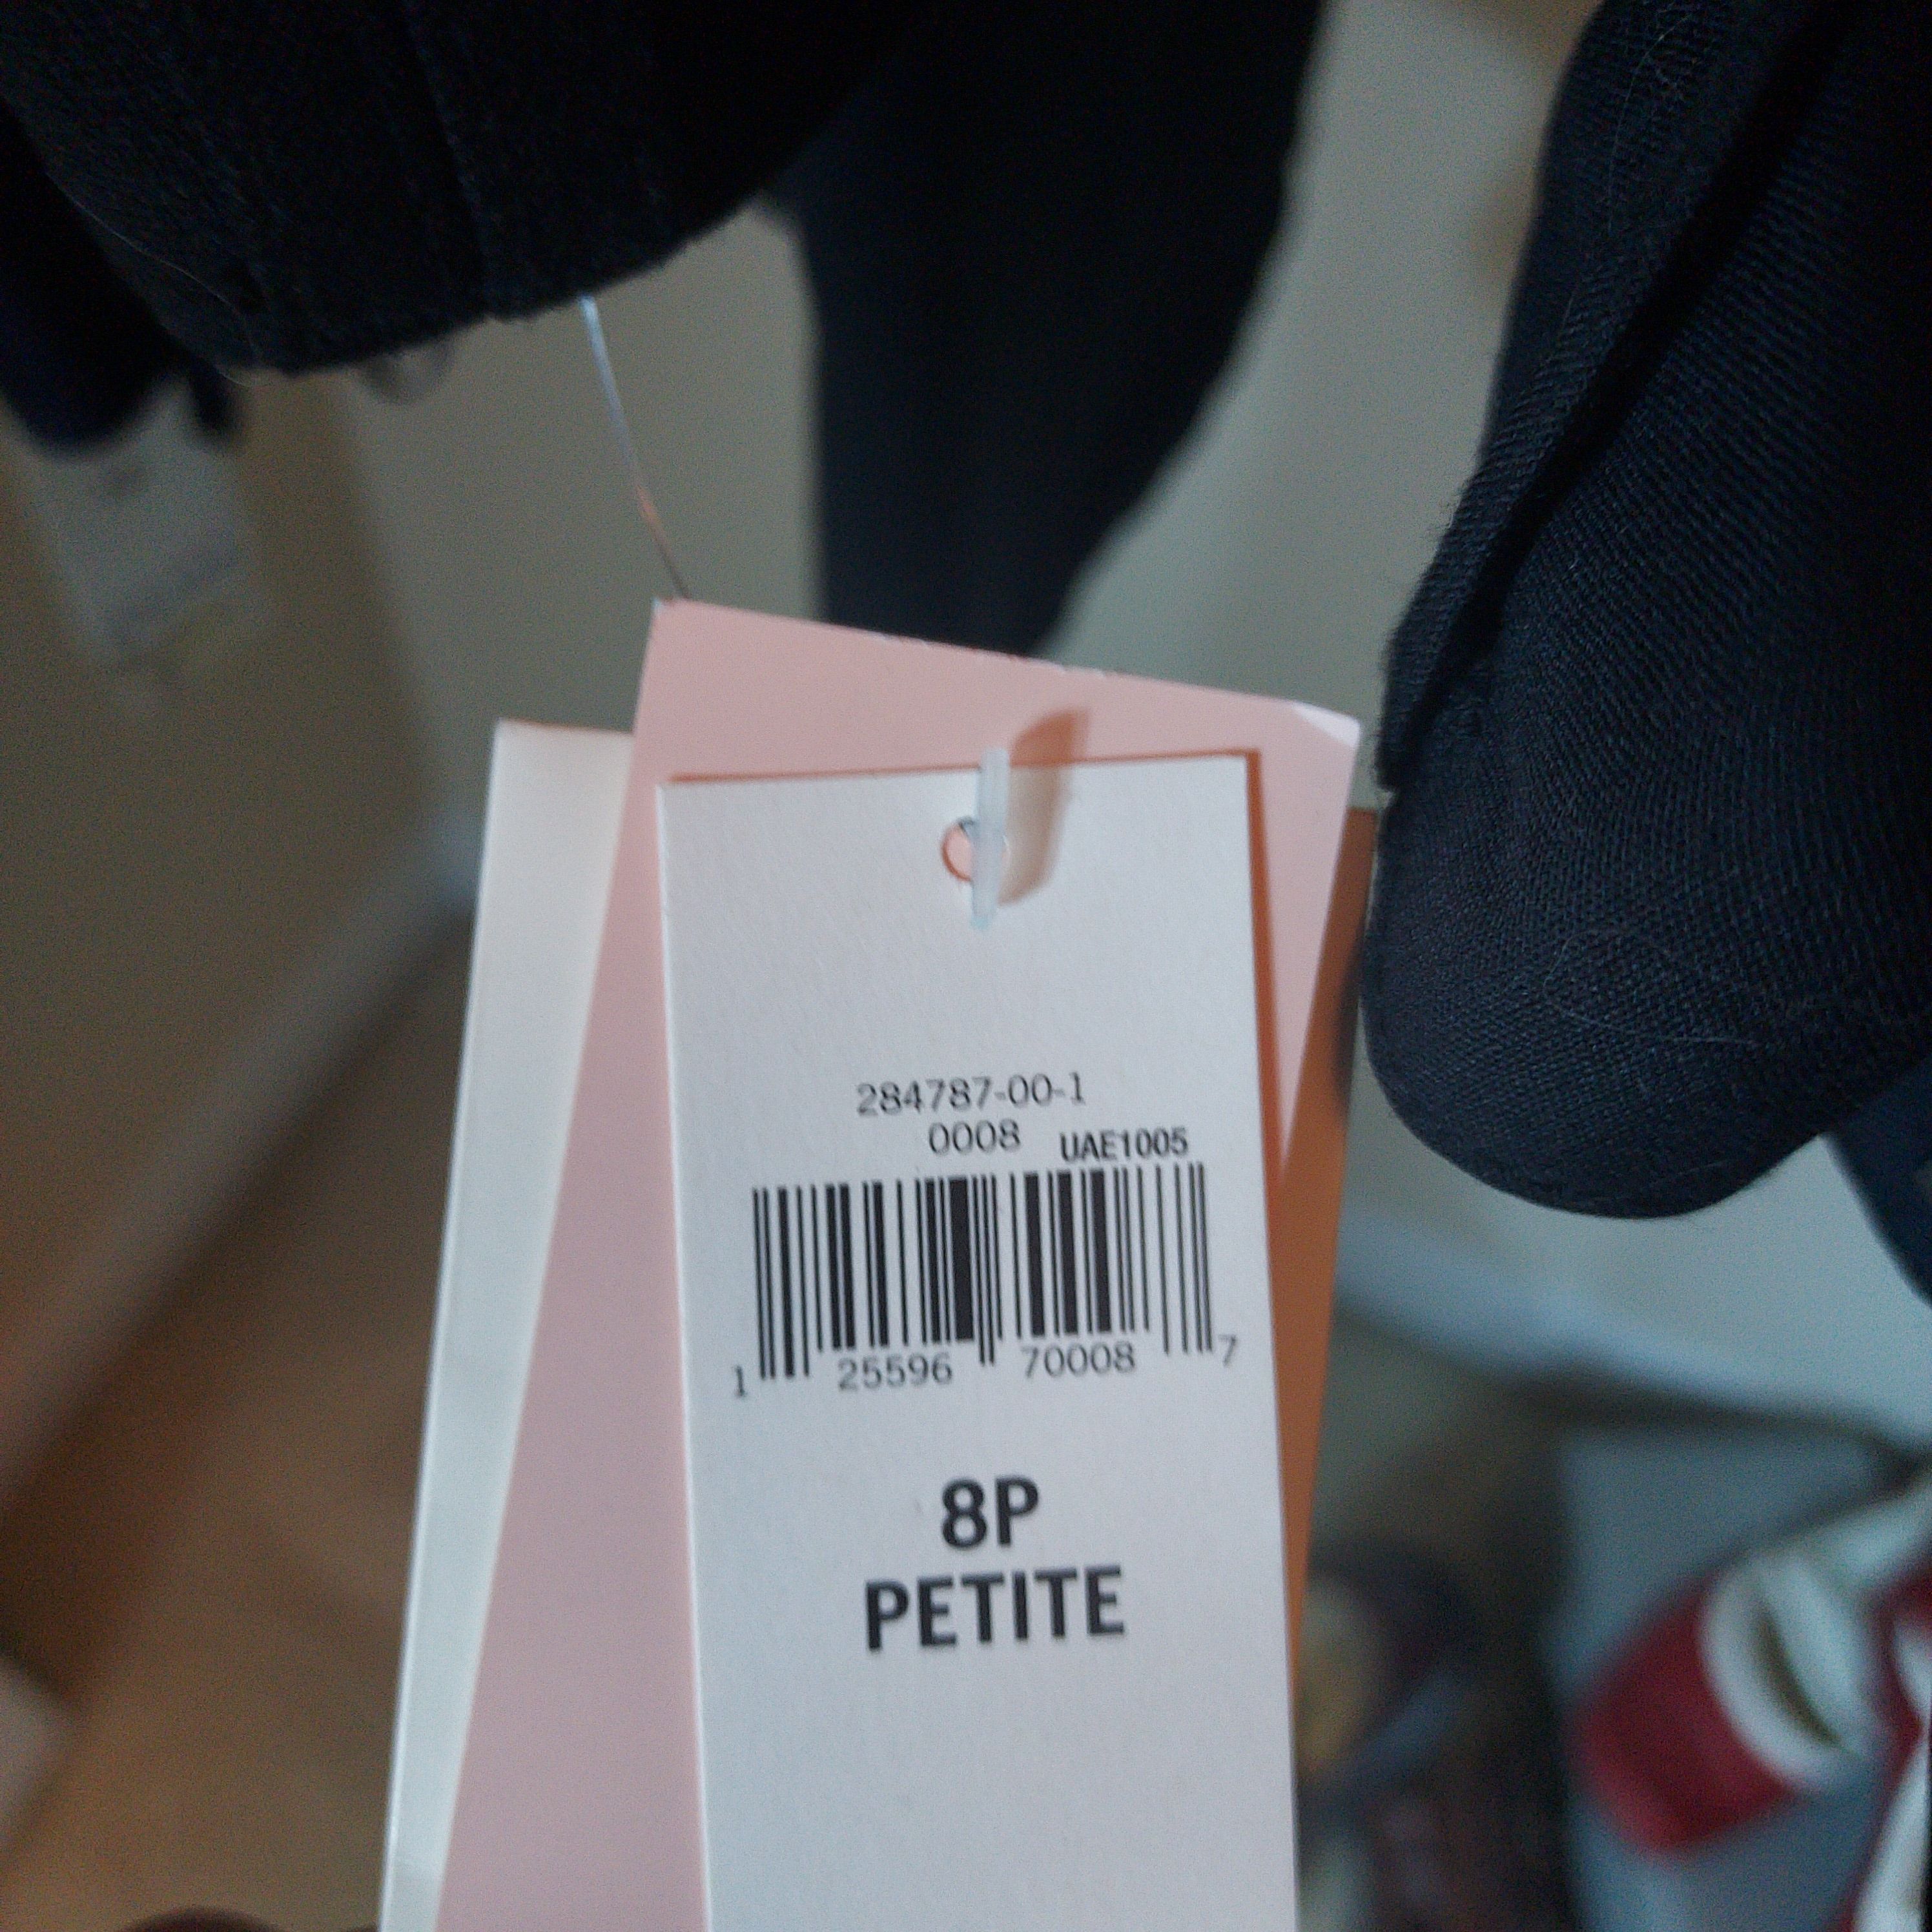 284787-00-1
0008 UAE1005
1 25596 70008 7
8P
PETITE